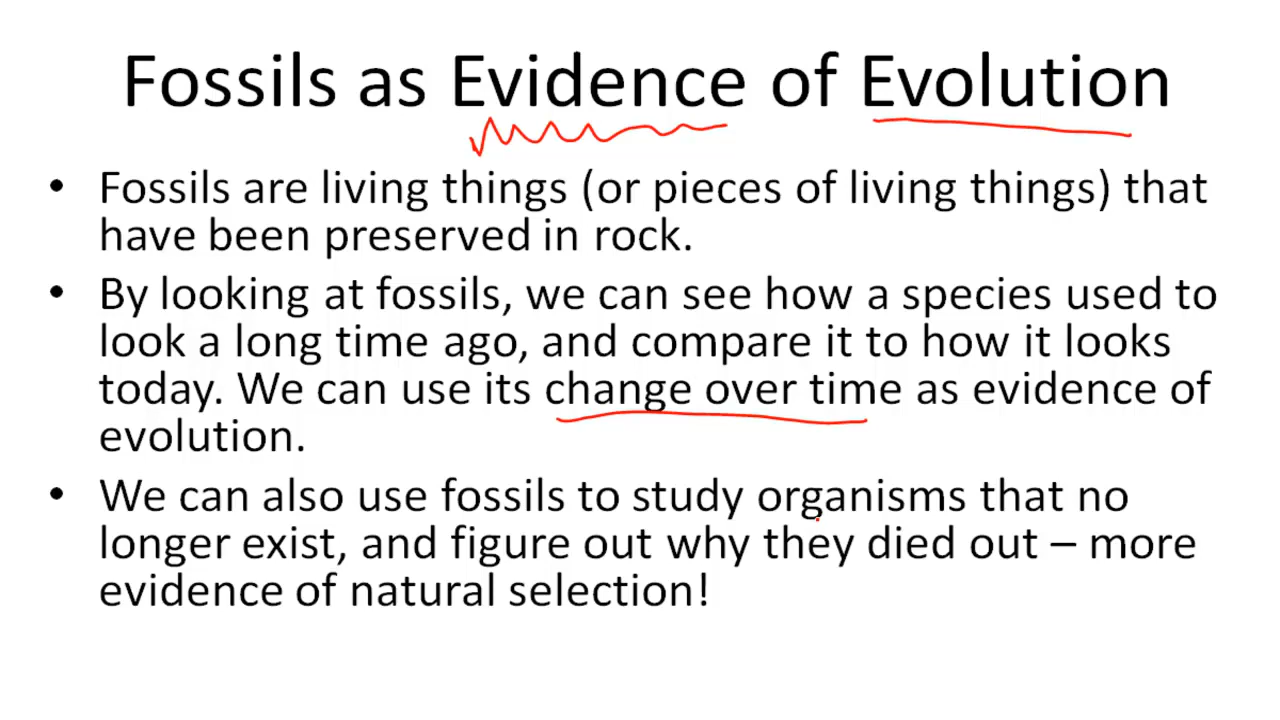 Fossils as Evidence of Evolution
• Fossils are living things (or pieces of living things) that
have been preserved in rock.
• By looking at fossils, we can see how a species used to
look a long time ago, and compare it to how it looks
today. We can use its change over time as evidence of
evolution.
• We can also use fossils to study organisms that no
longer exist, and figure out why they died out – more
evidence of natural selection!